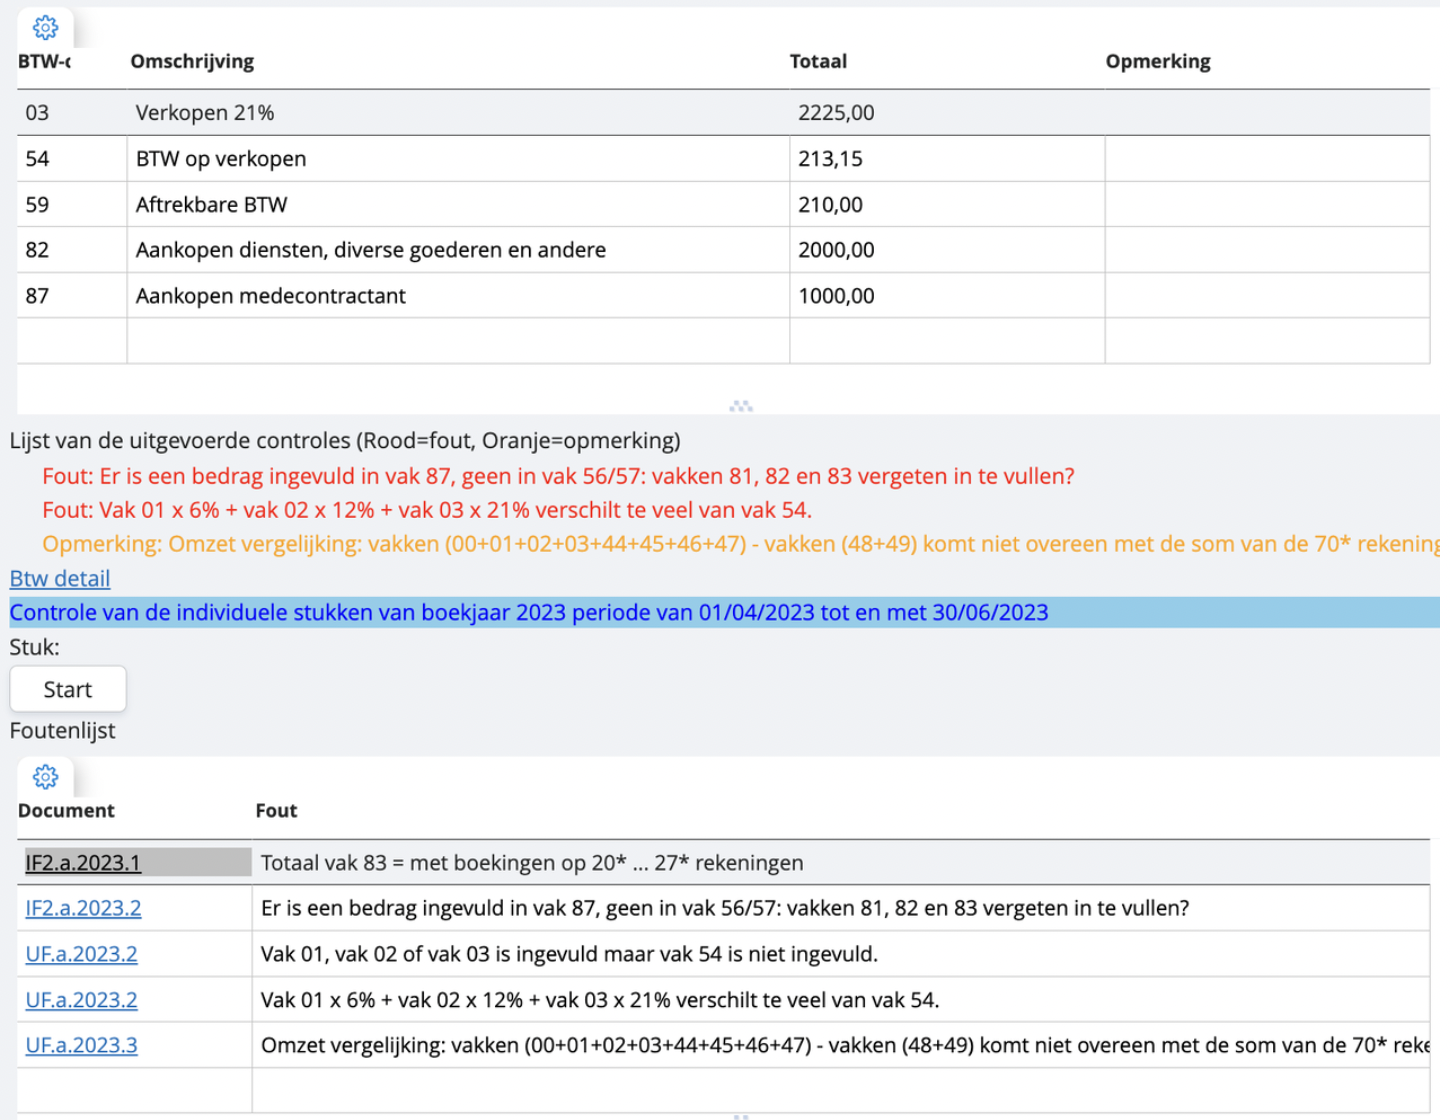 BTW-c Omschrijving Totaal Opmerking
03 Verkopen 21% 2225,00
54 BTW op verkopen 213,15
59 Aftrekbare BTW 210,00
82 Aankopen diensten, diverse goederen en andere 2000,00
87 Aankopen medecontractant 1000,00
Lijst van de uitgevoerde controles (Rood=fout, Oranje=opmerking)
Fout: Er is een bedrag ingevuld in vak 87, geen in vak 56/57: vakken 81, 82 en 83 vergeten in te vullen?
Fout: Vak 01 x 6% + vak 02 x 12% + vak 03 x 21% verschilt te veel van vak 54.
Opmerking: Omzet vergelijking: vakken (00+01+02+03+44+45+46+47) - vakken (48+49) komt niet overeen met de som van de 70* rekening
Btw detail
Controle van de individuele stukken van boekjaar 2023 periode van 01/04/2023 tot en met 30/06/2023
Stuk:
Start
Foutenlijst
Document Fout
IF2.a.2023.1 Totaal vak 83 = met boekingen op 20* ... 27* rekeningen
IF2.a.2023.2 Er is een bedrag ingevuld in vak 87, geen in vak 56/57: vakken 81, 82 en 83 vergeten in te vullen?
UF.a.2023.2 Vak 01, vak 02 of vak 03 is ingevuld maar vak 54 is niet ingevuld.
UF.a.2023.2 Vak 01 x 6% + vak 02 x 12% + vak 03 x 21% verschilt te veel van vak 54.
UF.a.2023.3 Omzet vergelijking: vakken (00+01+02+03+44+45+46+47) - vakken (48+49) komt niet overeen met de som van de 70* reke